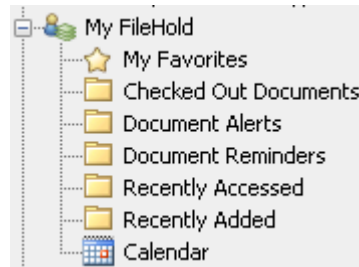 My FileHold
My Favorites
Checked Out Documents
Document Alerts
Document Reminders
Recently Accessed
Recently Added
Calendar